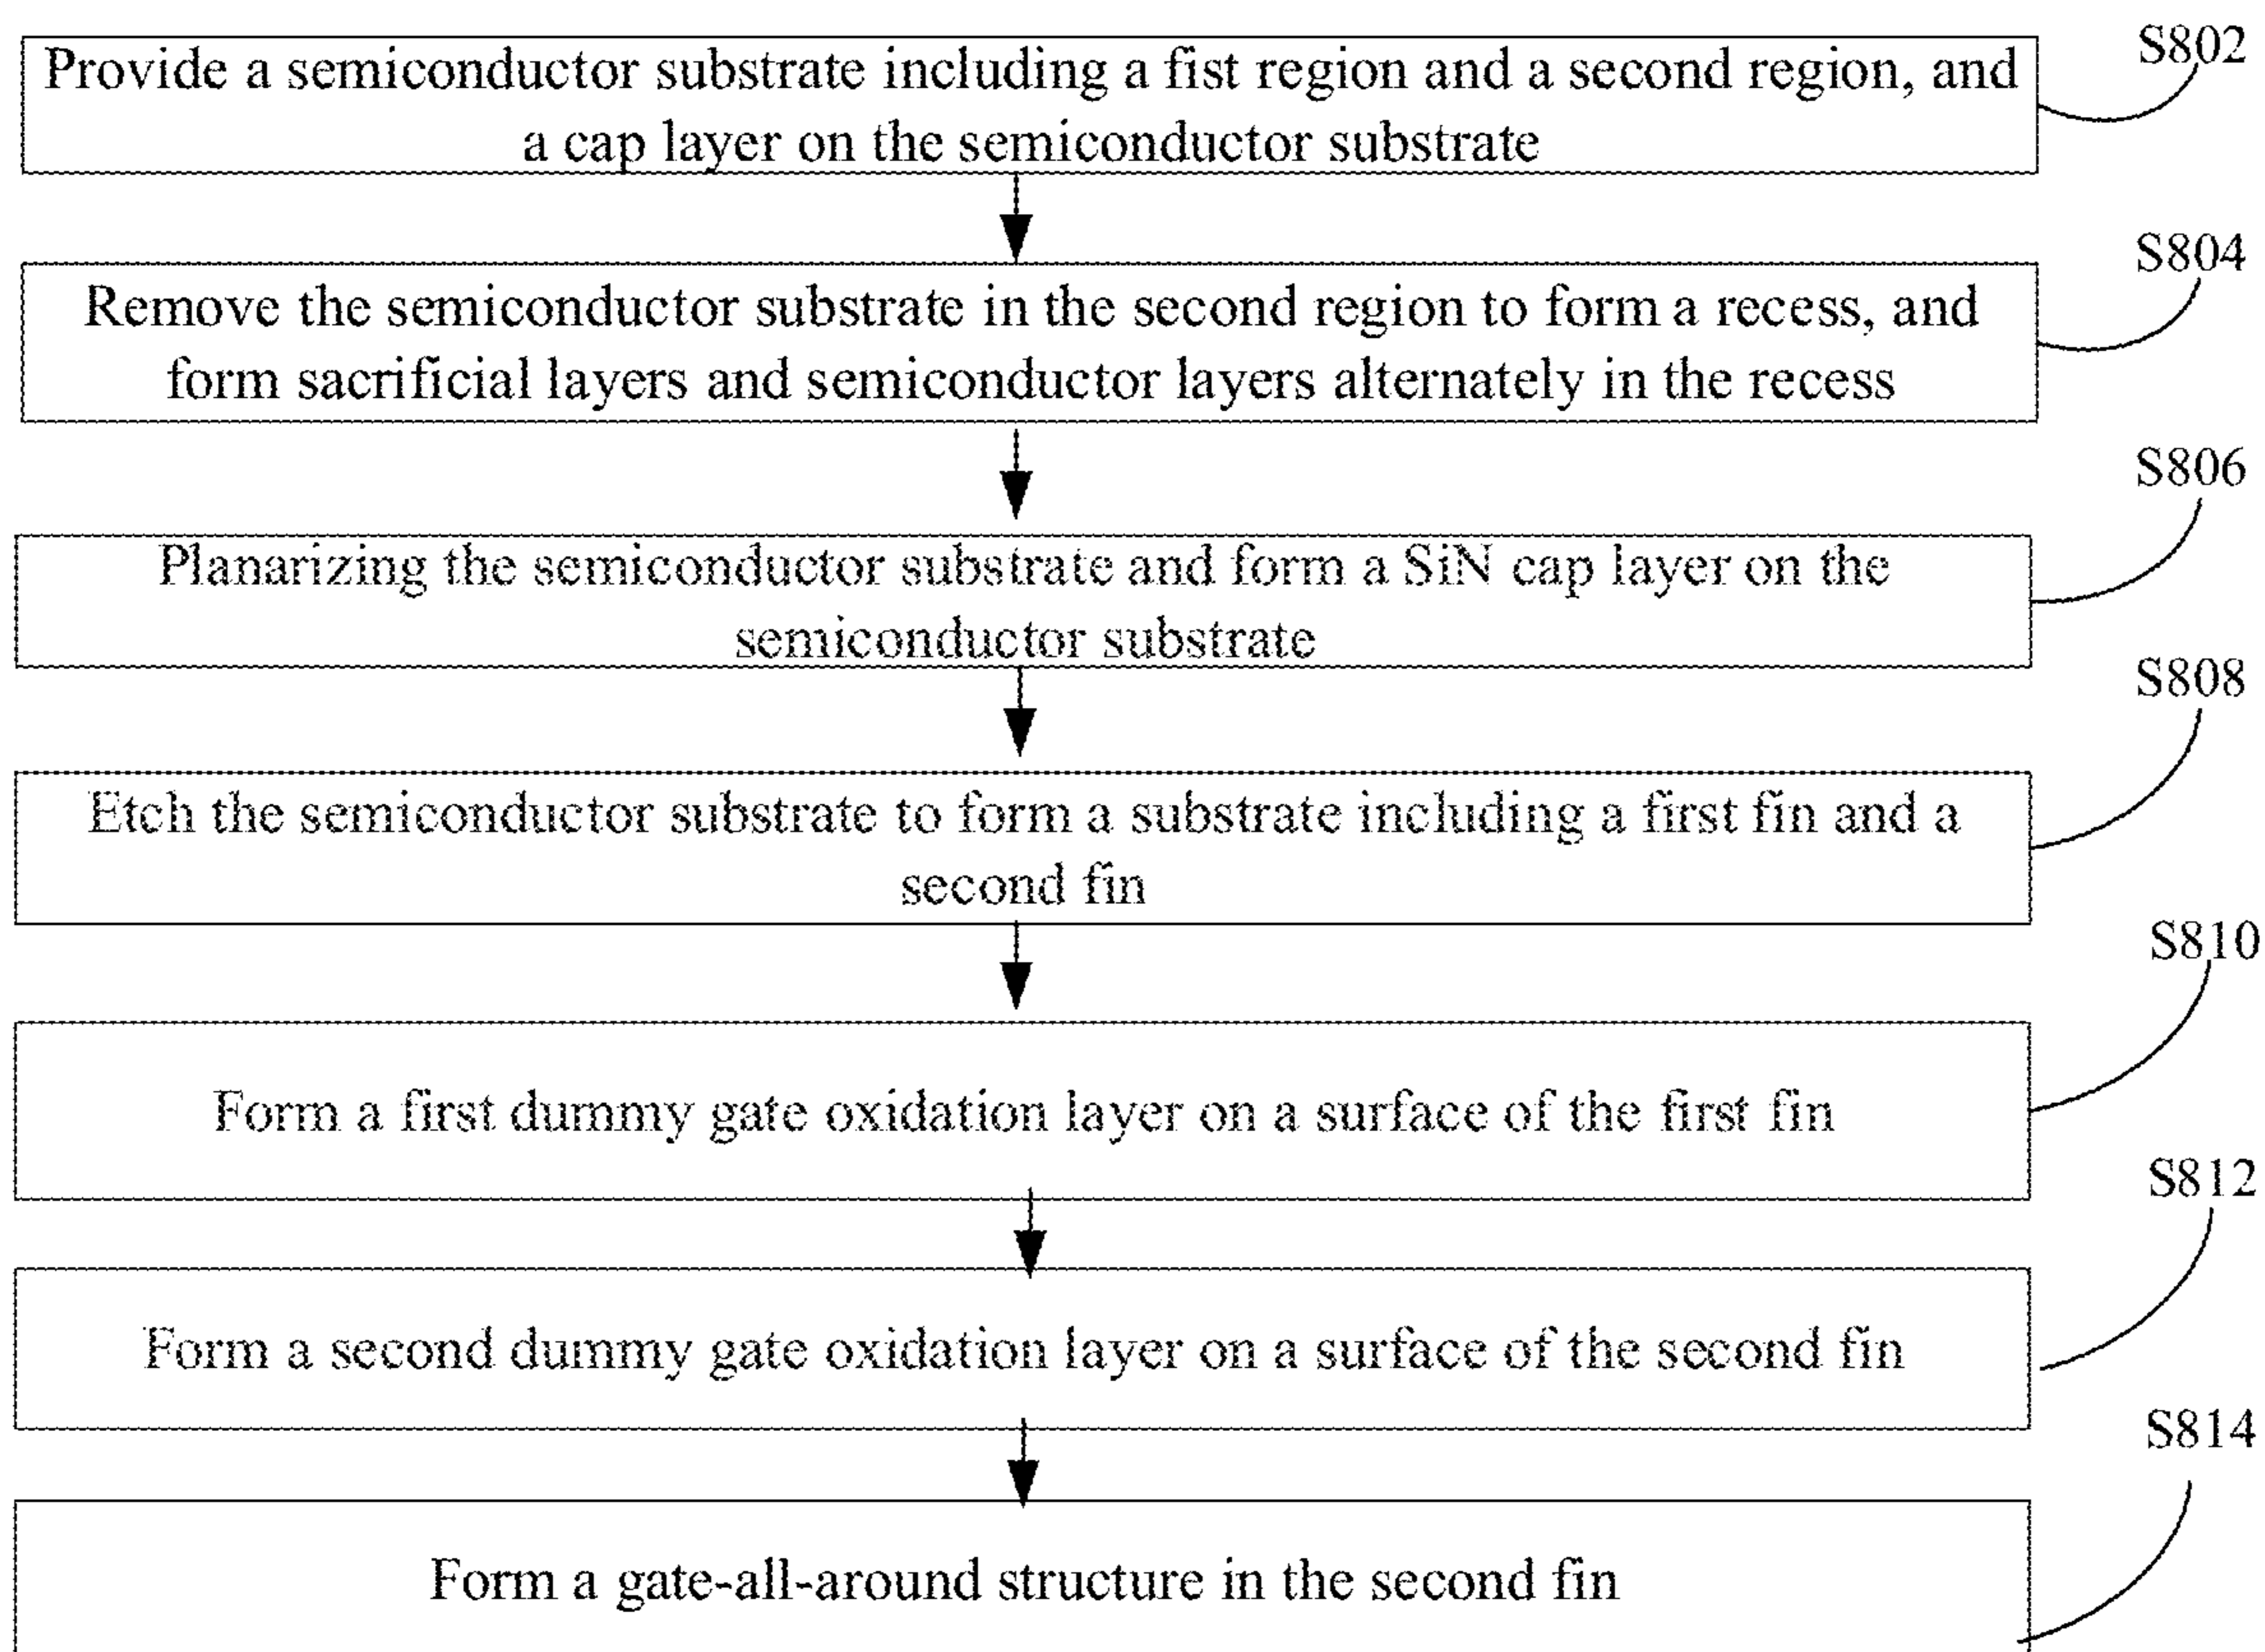 S802
Provide a semiconductor substrate including a fist region and a second region, and
a cap layer on the semiconductor substrate
S804
Remove the semiconductor substrate in the second region to form a recess, and
form sacrificial layers and semiconductor layers alternately in the recess
S806
Planarizing the semiconductor substrate and form a SiN cap layer on the
semiconductor substrate
S808
Etch the semiconductor substrate to form a substrate including a first fin and a
second fin
S810
Form a first dummy gate oxidation layer on a surface of the first fin
S812
Form a second dummy gate oxidation layer on a surface of the second fin
S814
Form a gate-all-around structure in the second fin